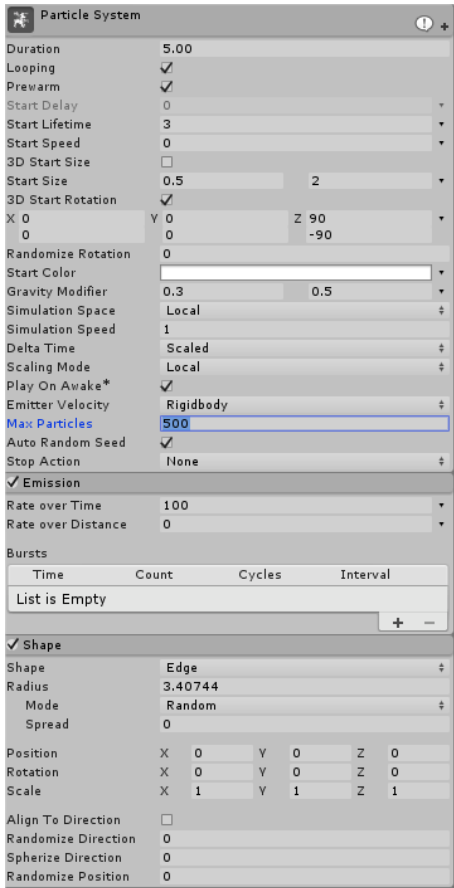 Particle System
Duration 5.00
Looping
Prewarm
Start Delay 0
Start Lifetime 3
Start Speed 0
3D Start Size
Start Size 0.5 2
3D Start Rotation
X 0 Y 0 Z 90
0 0 -90
Randomize Rotation 0
Start Color
Gravity Modifier 0.3 0.5
Simulation Space Local
Simulation Speed 1
Delta Time Scaled
Scaling Mode Local
Play On Awake*
Emitter Velocity Rigidbody
Max Particles 500
Auto Random Seed
Stop Action None
Emission
Rate over Time 100
Rate over Distance 0
Bursts
Time Count Cycles Interval
List is Empty
+ −
Shape
Shape Edge
Radius 3.40744
Mode Random
Spread 0
Position X 0 Y 0 Z 0
Rotation X 0 Y 0 Z 0
Scale X 1 Y 1 Z 1
Align To Direction
Randomize Direction 0
Spherize Direction 0
Randomize Position 0